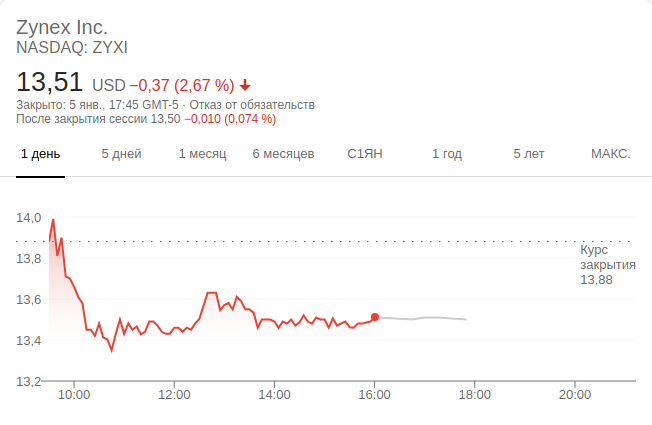 Zynex Inc.
NASDAQ: ZYXI
13,51 USD −0,37 (2,67 %)
Закрыто: 5 янв., 17:45 GMT-5 · Отказ от обязательств
После закрытия сессии 13,50 −0,010 (0,074 %)
1 день 5 дней 1 месяц 6 месяцев С1ЯН 1 год 5 лет МАКС.
14,0
13,8
13,6
13,4
13,2
Курс
закрытия
13,88
10:00 12:00 14:00 16:00 18:00 20:00